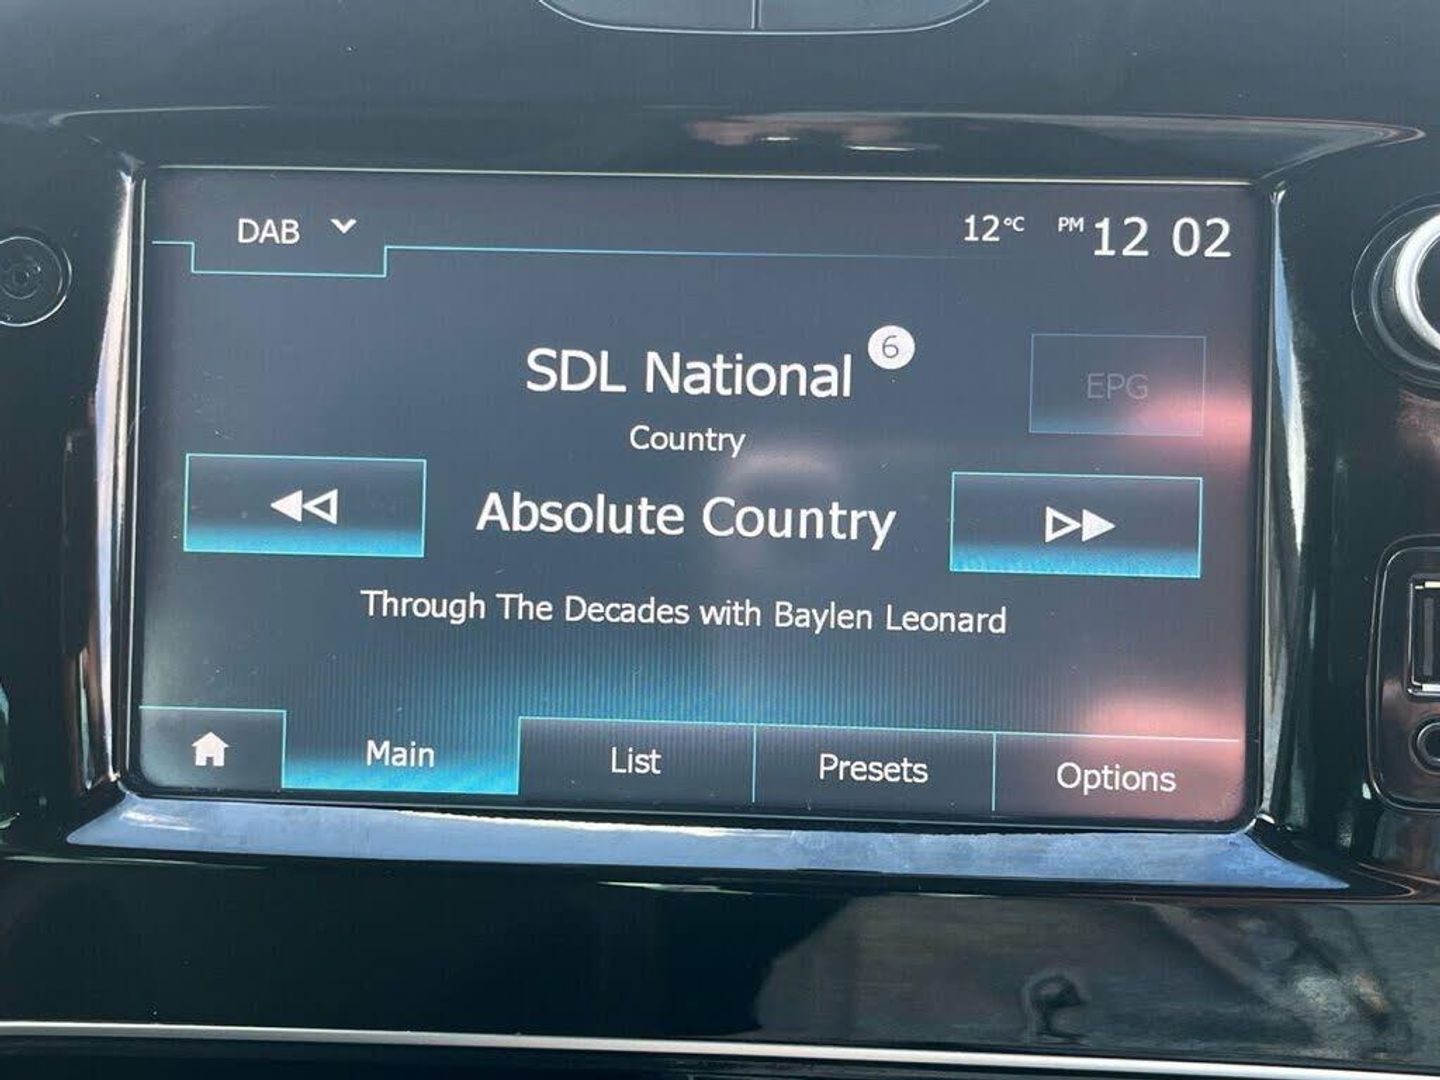 DAB
12°C PM 12 02
SDL National 6
EPG
Country
Absolute Country
Through The Decades with Baylen Leonard
Main List Presets Options